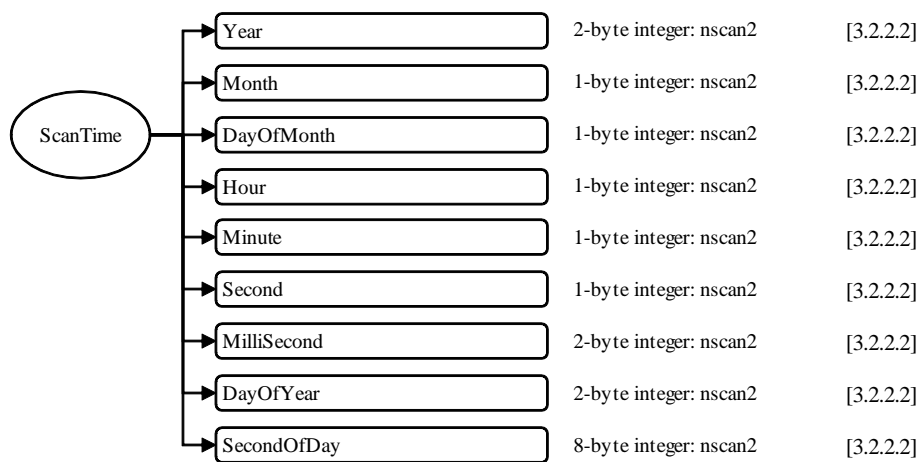 Year 2-byte integer: nscan2 [3.2.2.2]
Month 1-byte integer: nscan2 [3.2.2.2]
ScanTime DayOfMonth 1-byte integer: nscan2 [3.2.2.2]
Hour 1-byte integer: nscan2 [3.2.2.2]
Minute 1-byte integer: nscan2 [3.2.2.2]
Second 1-byte integer: nscan2 [3.2.2.2]
MilliSecond 2-byte integer: nscan2 [3.2.2.2]
DayOfYear 2-byte integer: nscan2 [3.2.2.2]
SecondOfDay 8-byte integer: nscan2 [3.2.2.2]